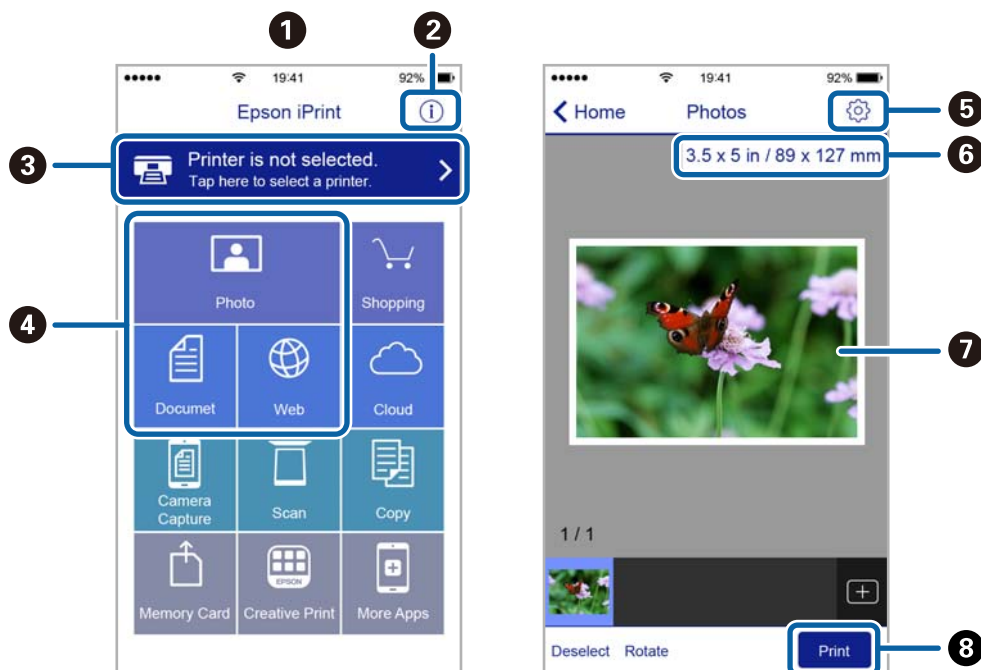 1
2
19:41
92%
Epson iPrint
i
3
Printer is not selected.
Tap here to select a printer.
4
Photo
Shopping
Documet
Web
Cloud
Camera
Capture
Scan
Copy
EPSON
Memory Card
Creative Print
More Apps
19:41
92%
Home
Photos
5
3.5 x 5 in / 89 x 127 mm
6
7
1 / 1
Deselect
Rotate
Print
8